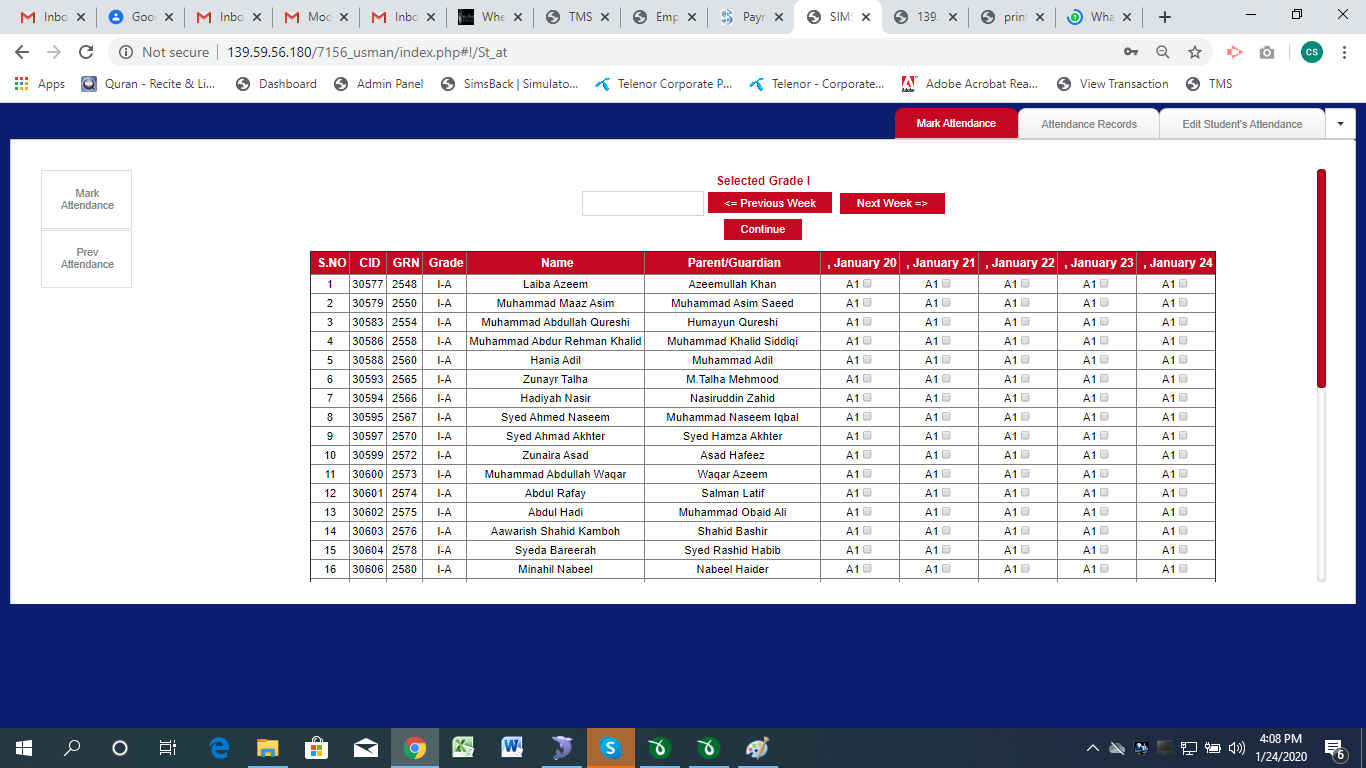 Inbo Goo Inbo Moc Inbo Whe TMS Emp Payr SIMS 139. prin Wha
Not secure 139.59.56.180/7156_usman/index.php#!/St_at CS
Apps Quran - Recite & Li... Dashboard Admin Panel SimsBack | Simulato... Telenor Corporate P... Telenor - Corporate... Adobe Acrobat Rea... View Transaction TMS
Mark Attendance Attendance Records Edit Student's Attendance
Mark
Attendance
Prev
Attendance
Selected Grade I
<= Previous Week Next Week =>
Continue
S.NO CID GRN Grade Name Parent/Guardian , January 20 , January 21 , January 22 , January 23 , January 24
1 30577 2548 I-A Laiba Azeem Azeemullah Khan A1 A1 A1 A1 A1
2 30579 2550 I-A Muhammad Maaz Asim Muhammad Asim Saeed A1 A1 A1 A1 A1
3 30583 2554 I-A Muhammad Abdullah Qureshi Humayun Qureshi A1 A1 A1 A1 A1
4 30586 2558 I-A Muhammad Abdur Rehman Khalid Muhammad Khalid Siddiqi A1 A1 A1 A1 A1
5 30588 2560 I-A Hania Adil Muhammad Adil A1 A1 A1 A1 A1
6 30593 2565 I-A Zunayr Talha M.Talha Mehmood A1 A1 A1 A1 A1
7 30594 2566 I-A Hadiyah Nasir Nasiruddin Zahid A1 A1 A1 A1 A1
8 30595 2567 I-A Syed Ahmed Naseem Muhammad Naseem Iqbal A1 A1 A1 A1 A1
9 30597 2570 I-A Syed Ahmad Akhter Syed Hamza Akhter A1 A1 A1 A1 A1
10 30599 2572 I-A Zunaira Asad Asad Hafeez A1 A1 A1 A1 A1
11 30600 2573 I-A Muhammad Abdullah Waqar Waqar Azeem A1 A1 A1 A1 A1
12 30601 2574 I-A Abdul Rafay Salman Latif A1 A1 A1 A1 A1
13 30602 2575 I-A Abdul Hadi Muhammad Obaid Ali A1 A1 A1 A1 A1
14 30603 2576 I-A Aawarish Shahid Kamboh Shahid Bashir A1 A1 A1 A1 A1
15 30604 2578 I-A Syeda Bareerah Syed Rashid Habib A1 A1 A1 A1 A1
16 30606 2580 I-A Minahil Nabeel Nabeel Haider A1 A1 A1 A1 A1
4:08 PM
1/24/2020
6